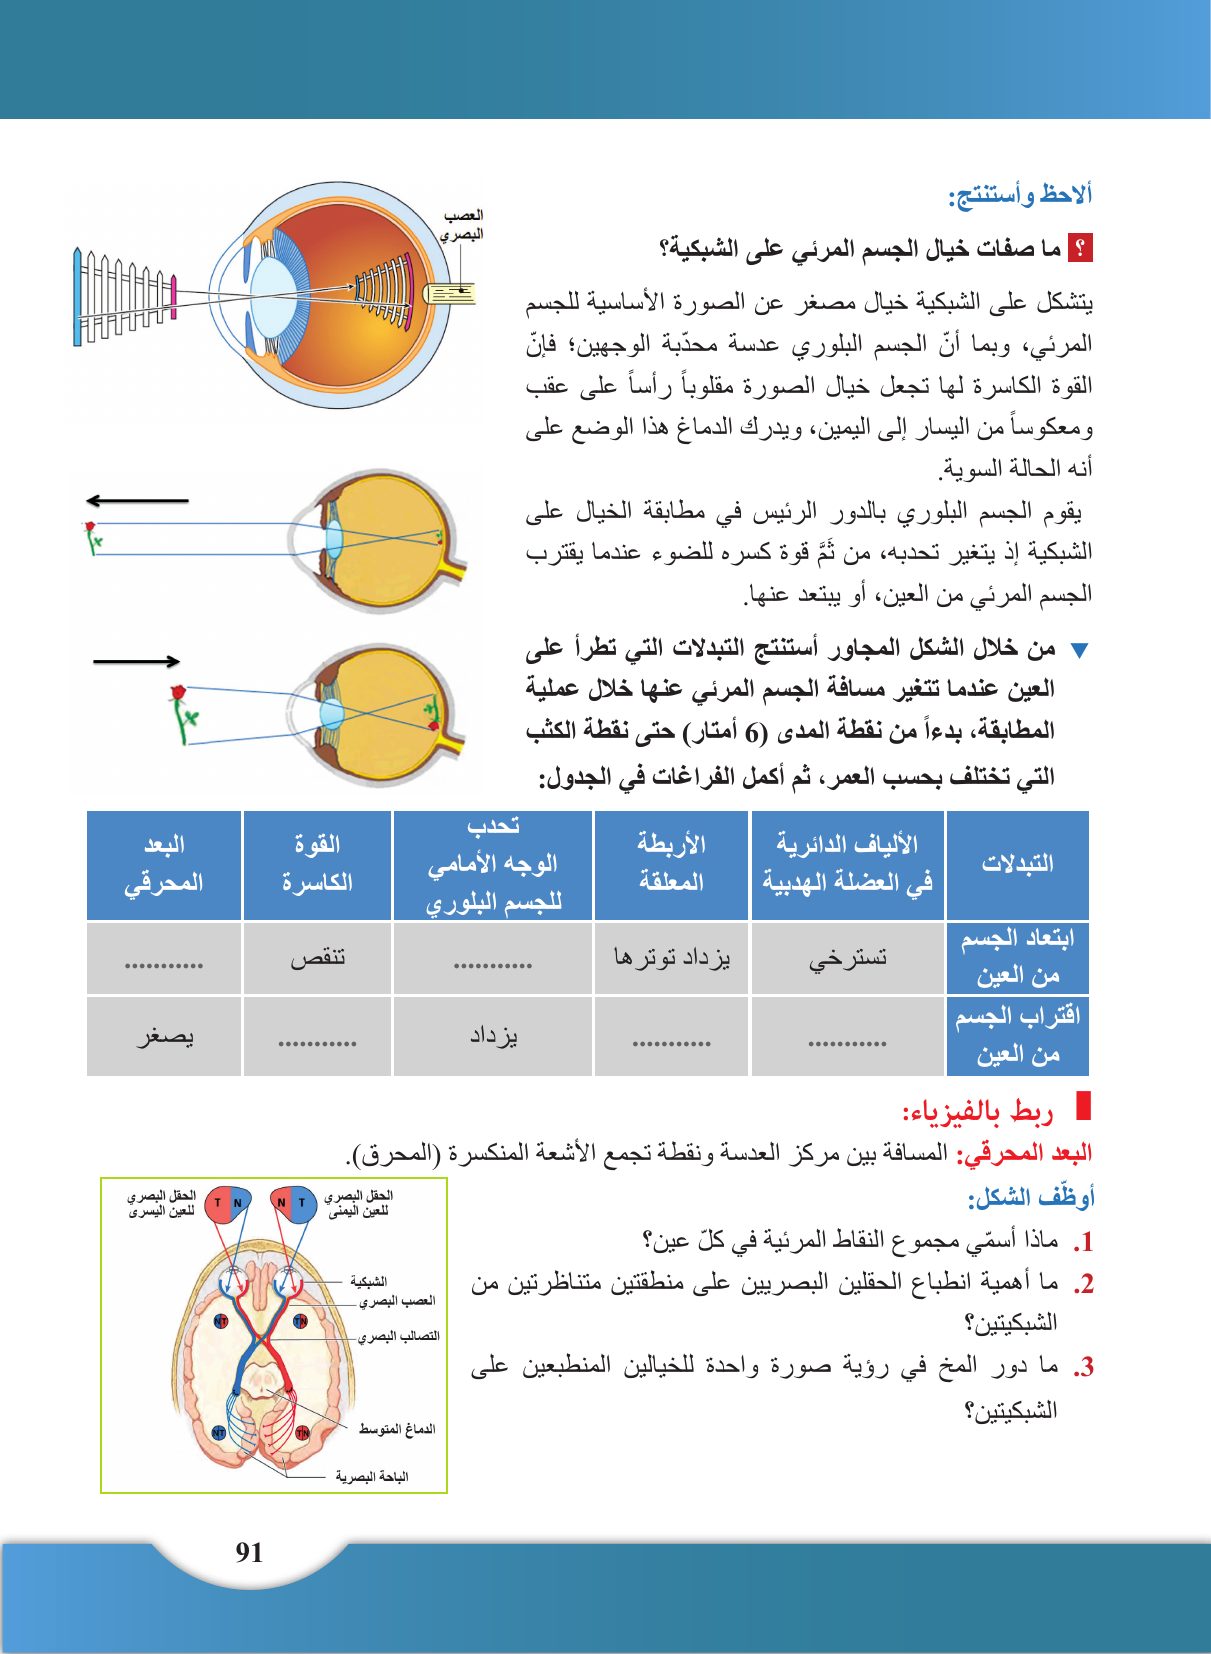 ألاحظ وأستنتج:
؟ ما صفات خيال الجسم المرئي على الشبكية؟
يتشكل على الشبكية خيال مصغر عن الصورة الأساسية للجسم
المرئي، وبما أنّ الجسم البلوري عدسة محدّبة الوجهين؛ فإنّ
القوة الكاسرة لها تجعل خيال الصورة مقلوباً رأساً على عقب
ومعكوساً من اليسار إلى اليمين، ويدرك الدماغ هذا الوضع على
أنه الحالة السوية.
يقوم الجسم البلوري بالدور الرئيس في مطابقة الخيال على
الشبكية إذ يتغير تحدبه، من ثَمَّ قوة كسره للضوء عندما يقترب
الجسم المرئي من العين، أو يبتعد عنها.
العصب
البصري
▼ من خلال الشكل المجاور أستنتج التبدلات التي تطرأ على
العين عندما تتغير مسافة الجسم المرئي عنها خلال عملية
المطابقة، بدءاً من نقطة المدى (6 أمتار) حتى نقطة الكثب
التي تختلف بحسب العمر، ثم أكمل الفراغات في الجدول:
التبدلات
الألياف الدائرية
في العضلة الهدبية
الأربطة
المعلقة
تحدب
الوجه الأمامي
للجسم البلوري
القوة
الكاسرة
البعد
المحرقي
ابتعاد الجسم
من العين
تسترخي
يزداد توترها
...........
تنقص
...........
اقتراب الجسم
من العين
...........
...........
يزداد
...........
يصغر
ربط بالفيزياء:
البعد المحرقي: المسافة بين مركز العدسة ونقطة تجمع الأشعة المنكسرة (المحرق).
أوظّف الشكل:
1. ماذا أسمّي مجموع النقاط المرئية في كلّ عين؟
2. ما أهمية انطباع الحقلين البصريين على منطقتين متناظرتين من
الشبكيتين؟
3. ما دور المخ في رؤية صورة واحدة للخيالين المنطبعين على
الشبكيتين؟
الحقل البصري
للعين اليمنى
N T
T N
الحقل البصري
للعين اليسرى
الشبكية
العصب البصري
NT
TN
التصالب البصري
الدماغ المتوسط
NT
TN
الباحة البصرية
91